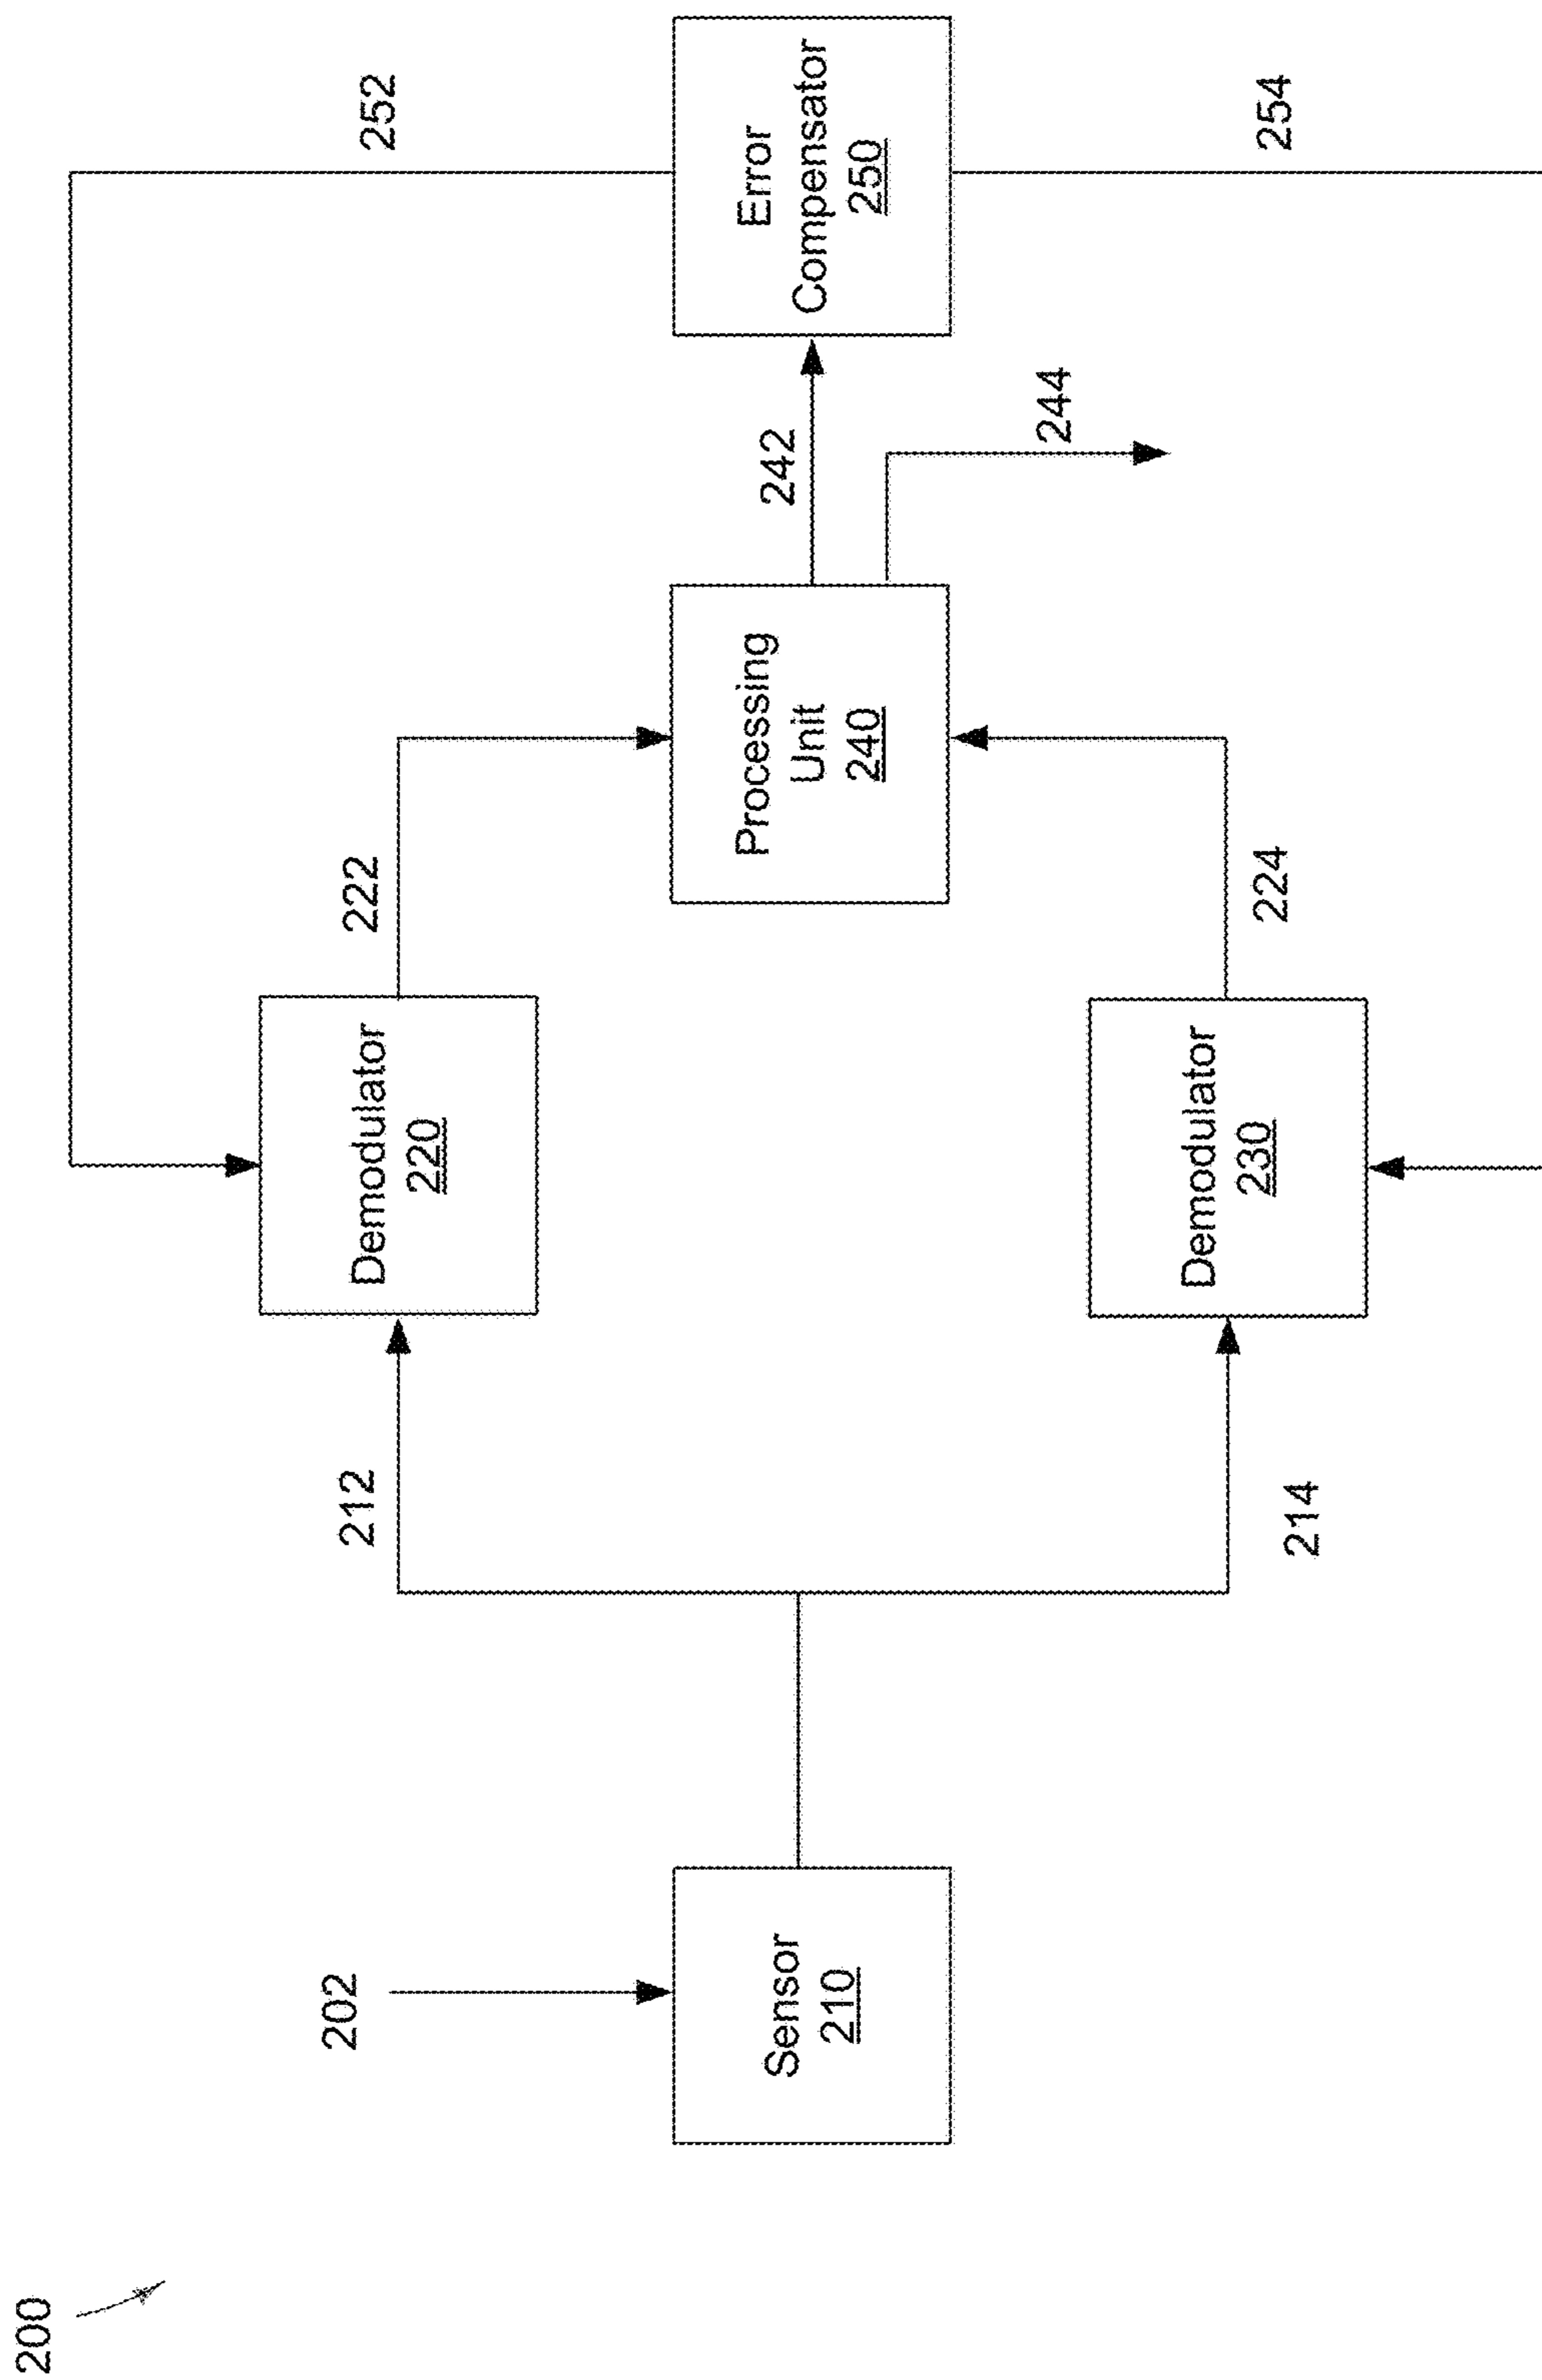 200
202
Sensor
210
212
214
Demodulator
220
Demodulator
230
222
224
Processing
Unit
240
242
244
Error
Compensator
250
252
254